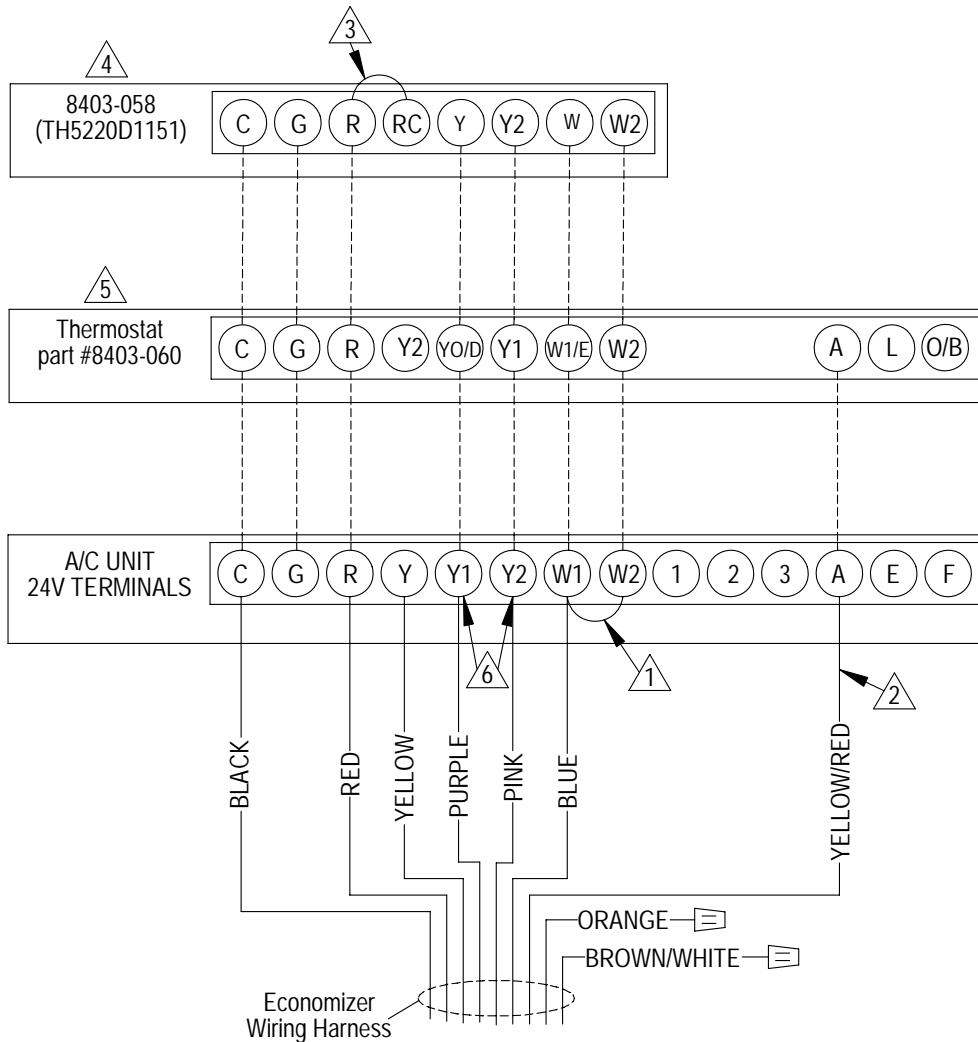 3
4
8403-058
(TH5220D1151)
C G R RC Y Y2 W W2
5
Thermostat
part #8403-060
C G R Y2 YO/D Y1 W1/E W2 A L O/B
A/C UNIT
24V TERMINALS
C G R Y Y1 Y2 W1 W2 1 2 3 A E F
6
1
2
BLACK
RED
YELLOW
PURPLE
PINK
BLUE
YELLOW/RED
ORANGE
BROWN/WHITE
Economizer
Wiring Harness